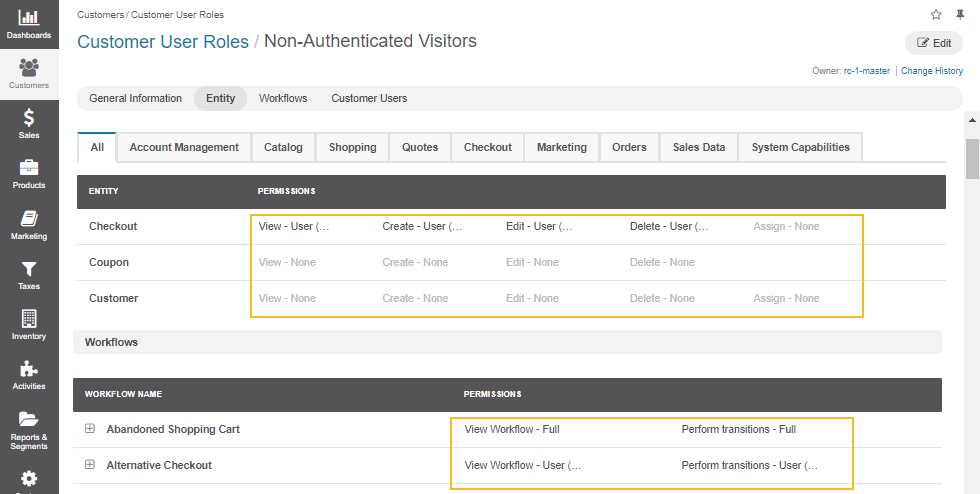 Dashboards
Customers
Sales
Products
Marketing
Taxes
Inventory
Activities
Reports &
Segments
Customers / Customer User Roles
Customer User Roles / Non-Authenticated Visitors
Edit
Owner: rc-1-master | Change History
General Information Entity Workflows Customer Users
All Account Management Catalog Shopping Quotes Checkout Marketing Orders Sales Data System Capabilities
ENTITY PERMISSIONS
Checkout View - User (… Create - User (… Edit - User (… Delete - User (… Assign - None
Coupon View - None Create - None Edit - None Delete - None
Customer View - None Create - None Edit - None Delete - None Assign - None
Workflows
WORKFLOW NAME PERMISSIONS
Abandoned Shopping Cart View Workflow - Full Perform transitions - Full
Alternative Checkout View Workflow - User (… Perform transitions - User (…